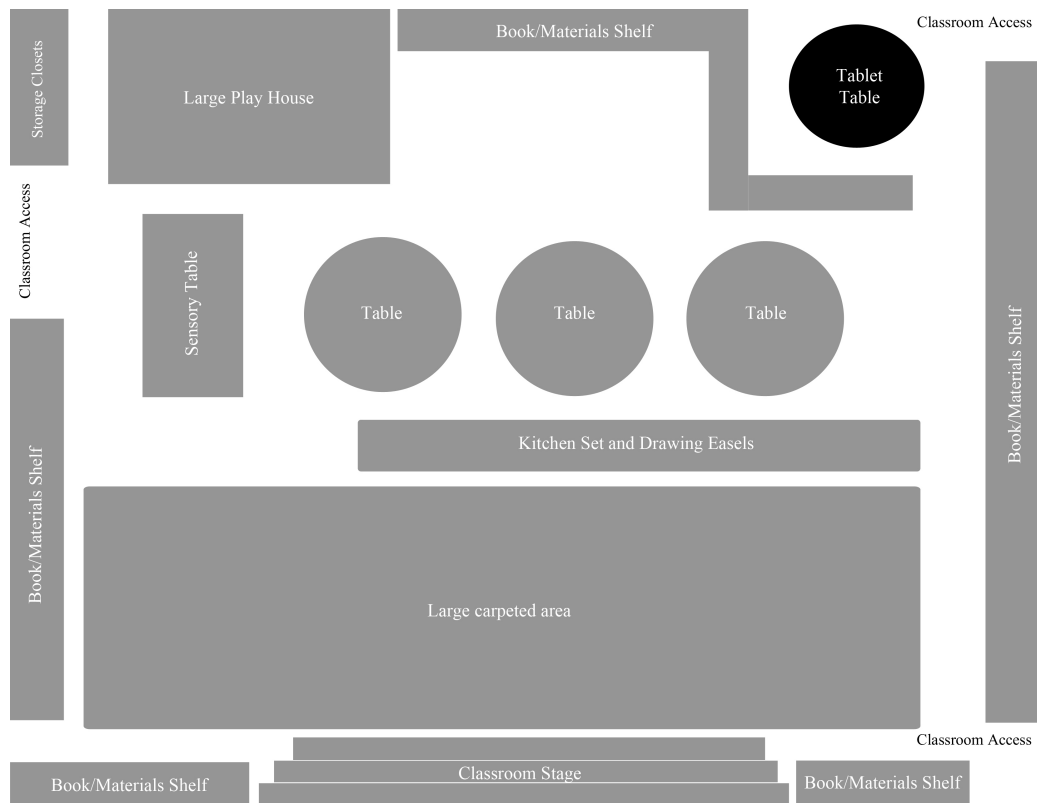 Classroom Access
Book/Materials Shelf
Storage Closets
Large Play House
Tablet
Table
Classroom Access
Sensory Table
Table
Table
Table
Book/Materials Shelf
Kitchen Set and Drawing Easels
Book/Materials Shelf
Large carpeted area
Classroom Access
Classroom Stage
Book/Materials Shelf
Book/Materials Shelf